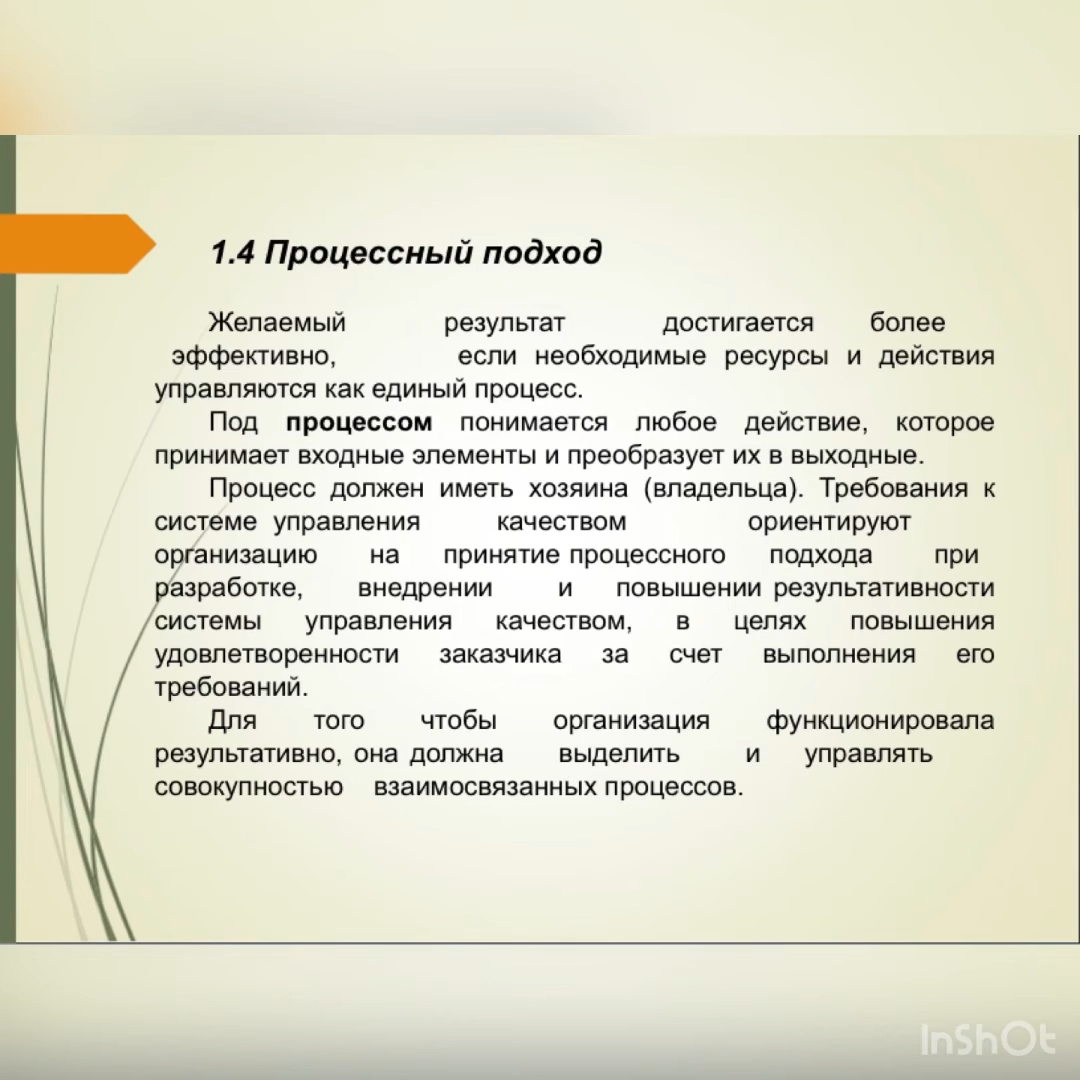 1.4 Процессный подход
Желаемый результат достигается более
эффективно, если необходимые ресурсы и действия
управляются как единый процесс.
Под процессом понимается любое действие, которое
принимает входные элементы и преобразует их в выходные.
Процесс должен иметь хозяина (владельца). Требования к
системе управления качеством ориентируют
организацию на принятие процессного подхода при
разработке, внедрении и повышении результативности
системы управления качеством, в целях повышения
удовлетворенности заказчика за счет выполнения его
требований.
Для того чтобы организация функционировала
результативно, она должна выделить и управлять
совокупностью взаимосвязанных процессов.
InShOt